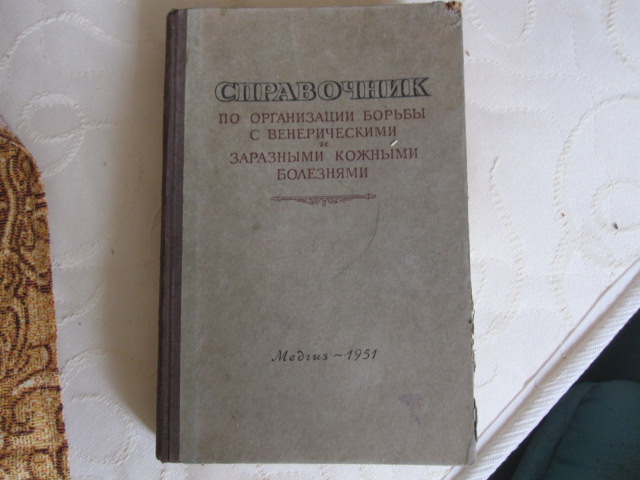 СПРАВОЧНИК
ПО ОРГАНИЗАЦИИ БОРЬБЫ
С ВЕНЕРИЧЕСКИМИ
и
ЗАРАЗНЫМИ КОЖНЫМИ
БОЛЕЗНЯМИ
Медгиз ~ 1951